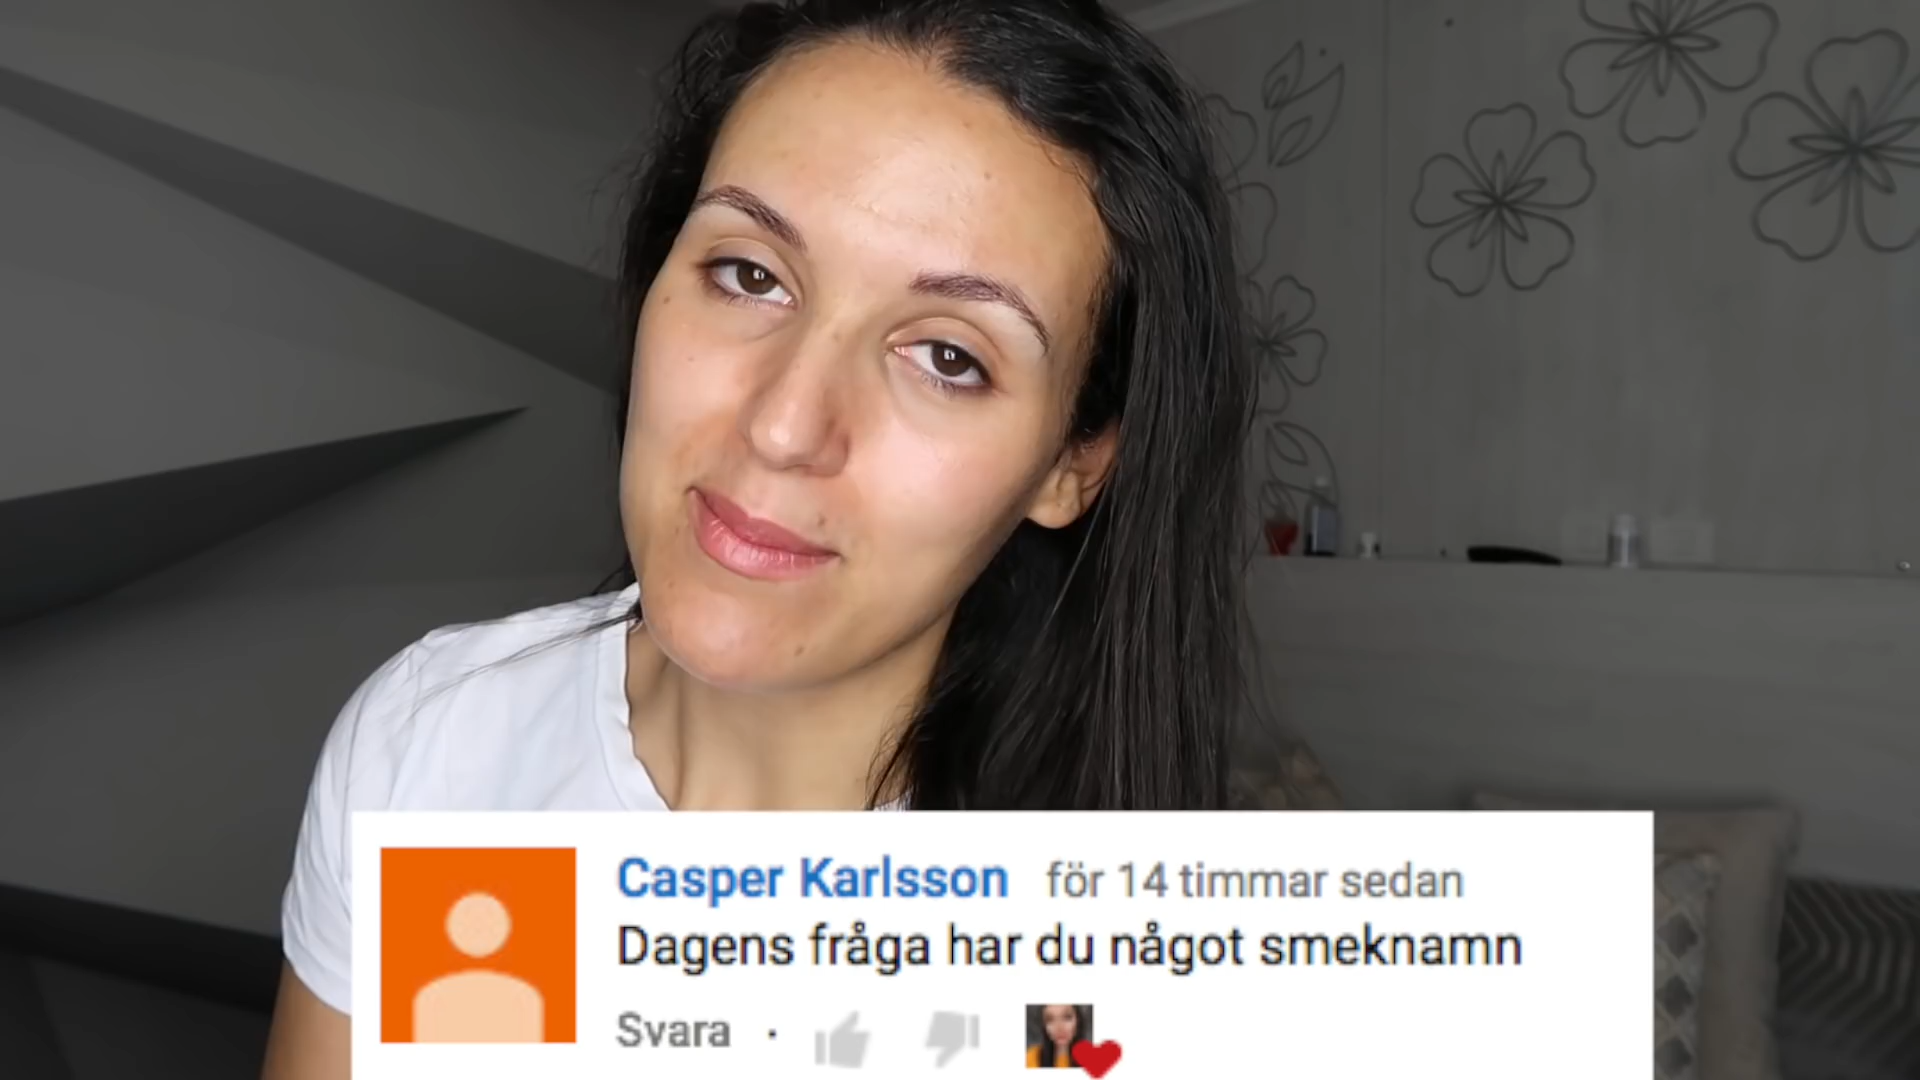 Casper Karlsson för 14 timmar sedan
Dagens fråga har du något smeknamn
Svara ·